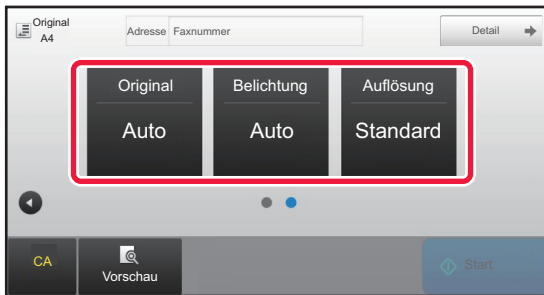 Original
A4
Adresse Faxnummer
Detail
Original Belichtung Auflösung
Auto Auto Standard
CA
Vorschau
Start